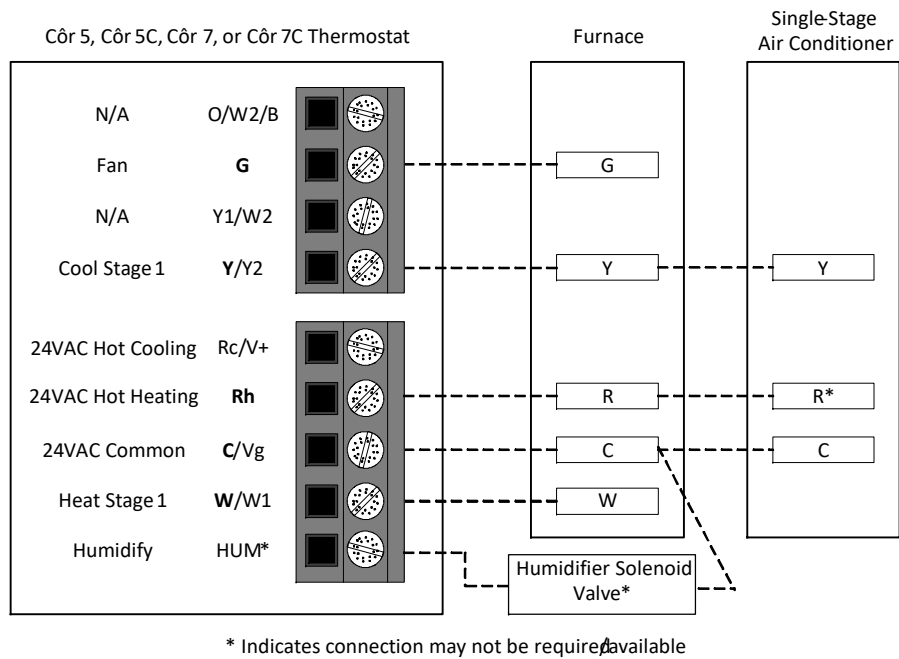 Côr 5, Côr 5C, Côr 7, or Côr 7C Thermostat
Furnace
Single-Stage
Air Conditioner
N/A O/W2/B
Fan G G
N/A Y1/W2
Cool Stage 1 Y/Y2 Y Y
24VAC Hot Cooling Rc/V+
24VAC Hot Heating Rh R R*
24VAC Common C/Vg C C
Heat Stage 1 W/W1 W
Humidify HUM*
Humidifier Solenoid
Valve*
* Indicates connection may not be required/available